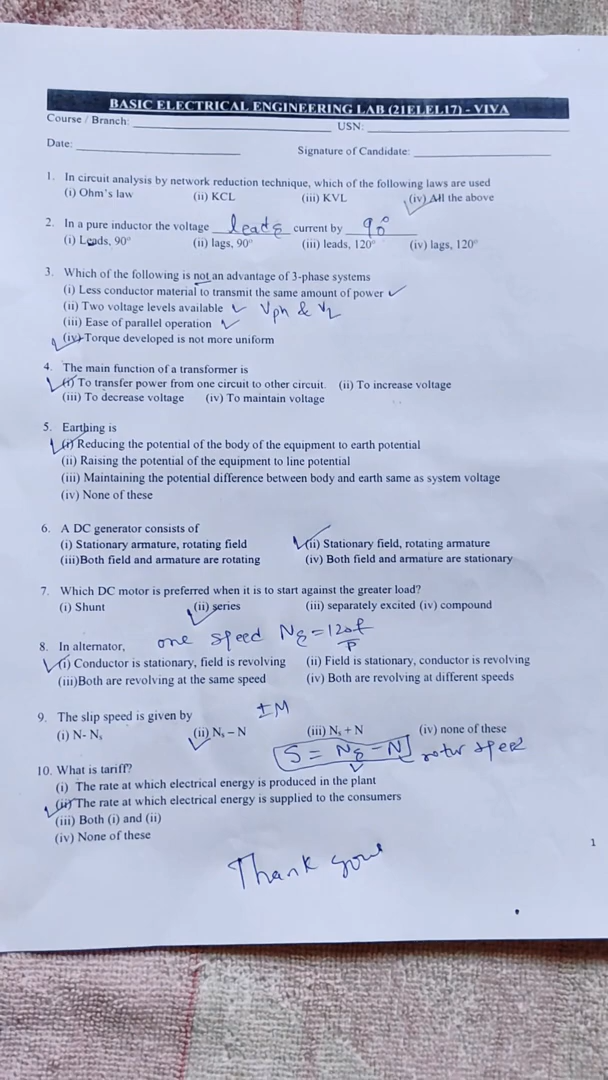 BASIC ELECTRICAL ENGINEERING LAB (21ELEL17) - VIVA
Course / Branch: USN:
Date: Signature of Candidate:
1. In circuit analysis by network reduction technique, which of the following laws are used
(i) Ohm's law (ii) KCL (iii) KVL (iv) All the above
2. In a pure inductor the voltage leads current by 90°
(i) Leads, 90° (ii) lags, 90° (iii) leads, 120° (iv) lags, 120°
3. Which of the following is not an advantage of 3-phase systems
(i) Less conductor material to transmit the same amount of power
(ii) Two voltage levels available Vph & VL
(iii) Ease of parallel operation
(iv) Torque developed is not more uniform
4. The main function of a transformer is
(i) To transfer power from one circuit to other circuit. (ii) To increase voltage
(iii) To decrease voltage (iv) To maintain voltage
5. Earthing is
(i) Reducing the potential of the body of the equipment to earth potential
(ii) Raising the potential of the equipment to line potential
(iii) Maintaining the potential difference between body and earth same as system voltage
(iv) None of these
6. A DC generator consists of
(i) Stationary armature, rotating field (ii) Stationary field, rotating armature
(iii)Both field and armature are rotating (iv) Both field and armature are stationary
7. Which DC motor is preferred when it is to start against the greater load?
(i) Shunt (ii) series (iii) separately excited (iv) compound
8. In alternator, one speed Ns = 120f/P
(i) Conductor is stationary, field is revolving (ii) Field is stationary, conductor is revolving
(iii)Both are revolving at the same speed (iv) Both are revolving at different speeds
9. The slip speed is given by IM
(i) N- Ns (ii) Ns – N (iii) Ns + N (iv) none of these
S = Ns - N rotor speed
10. What is tariff?
(i) The rate at which electrical energy is produced in the plant
(ii) The rate at which electrical energy is supplied to the consumers
(iii) Both (i) and (ii)
(iv) None of these
1
Thank you